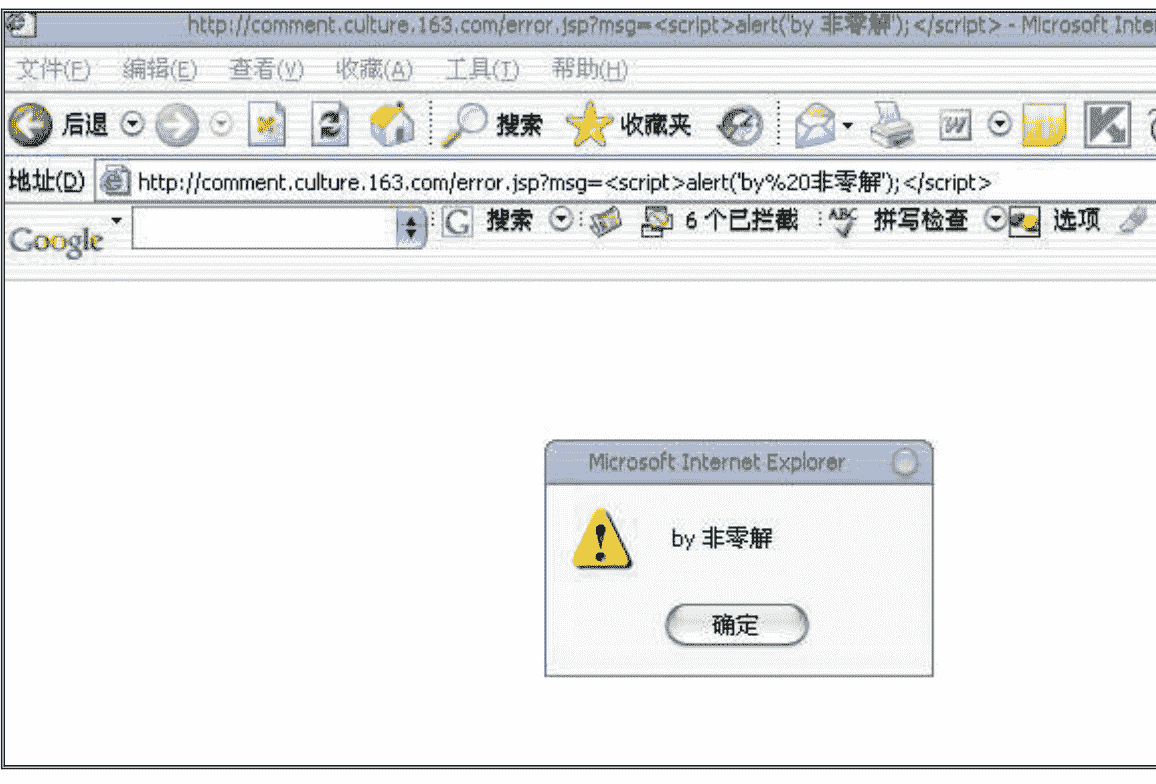 http://comment.culture.163.com/error.jsp?msg=<script>alert('by 非零解');</script> - Microsoft Inte
文件(F) 编辑(E) 查看(V) 收藏(A) 工具(T) 帮助(H)
后退 搜索 收藏夹
地址(D) http://comment.culture.163.com/error.jsp?msg=<script>alert('by%20非零解');</script>
Google G 搜索 6 个已拦截 ABC 拼写检查 选项
Microsoft Internet Explorer
by 非零解
确定